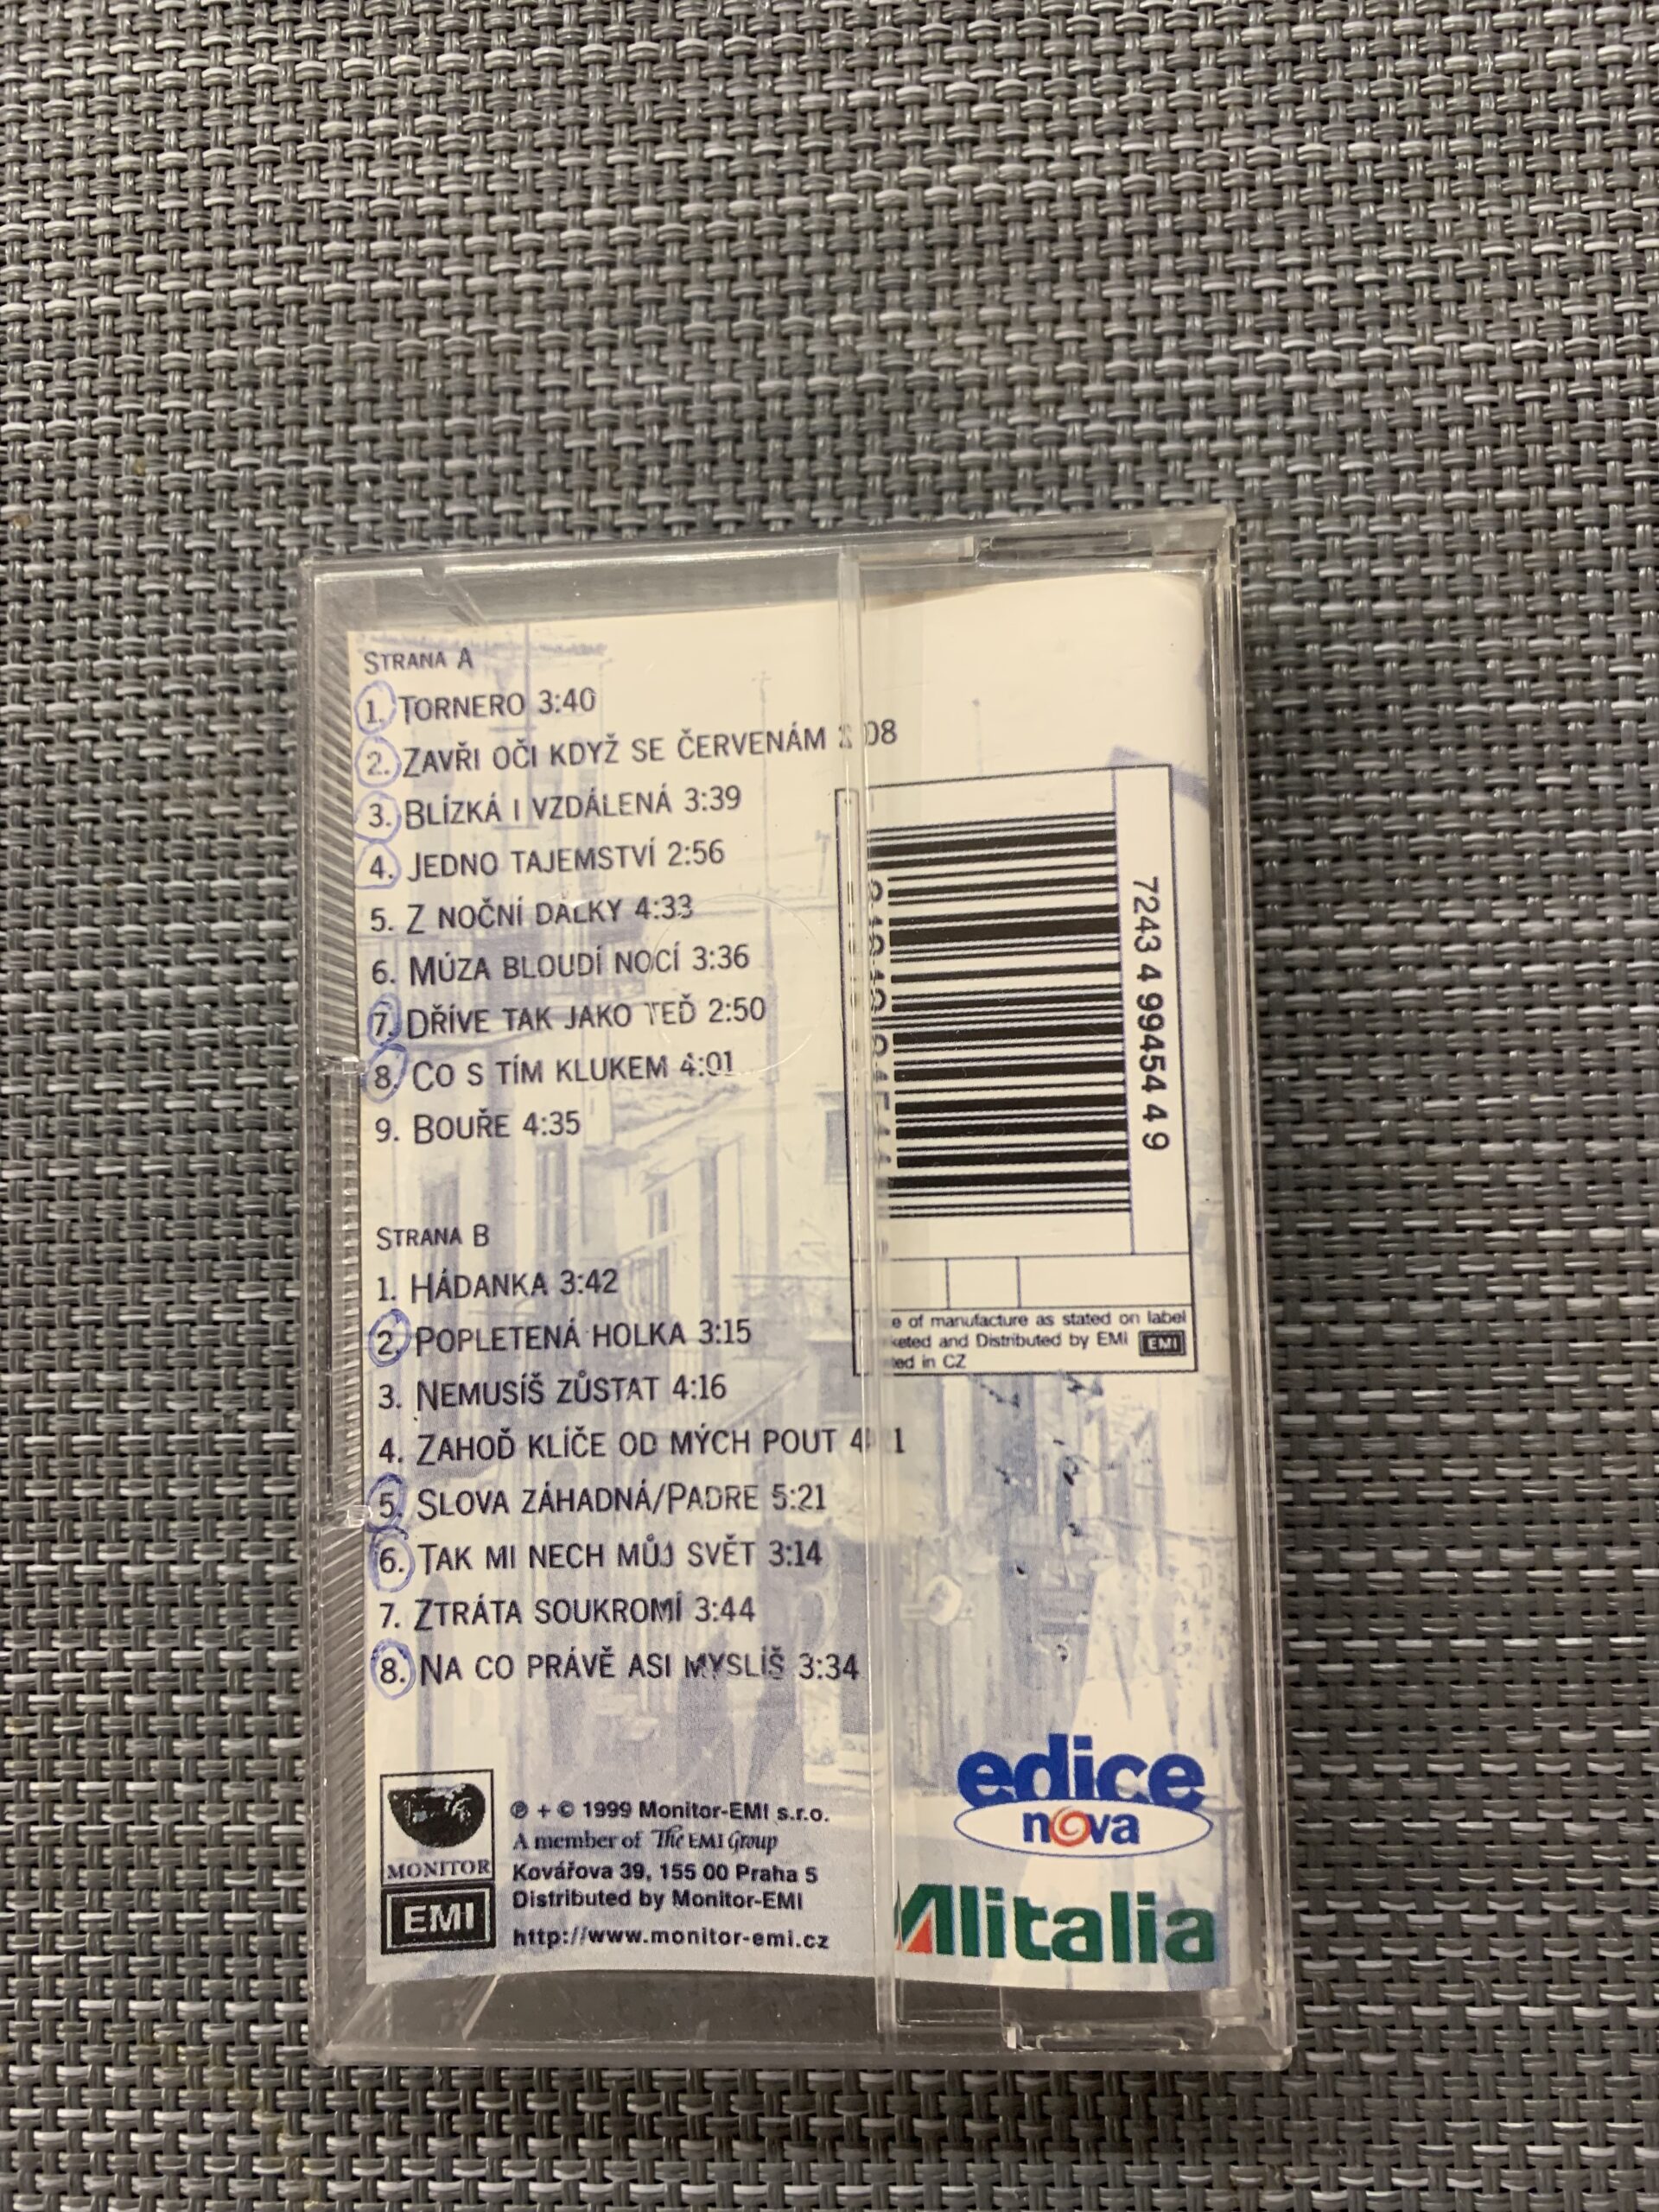 STRANA A
1. TORNERO 3:40
2. ZAVŘI OČI KDYŽ SE ČERVENÁM :08
3. BLÍZKÁ I VZDÁLENÁ 3:39
4. JEDNO TAJEMSTVÍ 2:56
5. Z NOČNÍ DÁLKY 4:33
6. MÚZA BLOUDÍ NOCÍ 3:36
7. DŘÍVE TAK JAKO TEĎ 2:50
8. CO S TÍM KLUKEM 4:01
9. BOUŘE 4:35
STRANA B
1. HÁDANKA 3:42
2. POPLETENÁ HOLKA 3:15
3. NEMUSÍŠ ZŮSTAT 4:16
4. ZAHOĎ KLÍČE OD MÝCH POUT
5. SLOVA ZÁHADNÁ/PADRE 5:21
6. TAK MI NECH MŮJ SVĚT 3:14
7. ZTRÁTA SOUKROMÍ 3:44
8. NA CO PRÁVĚ ASI MYSLÍŠ 3:34
7243 4 99454 4 9
e of manufacture as stated on label
keted and Distributed by EMI EMI
ed in CZ
MONITOR
EMI
℗ + © 1999 Monitor-EMI s.r.o.
A member of The EMI Group
Kovářova 39, 155 00 Praha 5
Distributed by Monitor-EMI
http://www.monitor-emi.cz
edice
nova
Alitalia